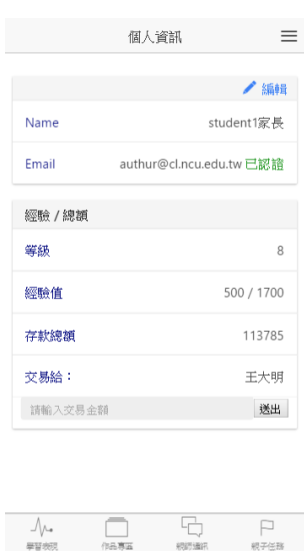 個人資訊
編輯
Name student1家長
Email authur@cl.ncu.edu.tw 已認證
經驗 / 總額
等級 8
經驗值 500 / 1700
存款總額 113785
交易給： 王大明
請輸入交易金額 送出
學習表現 作品專區 親師通訊 親子任務